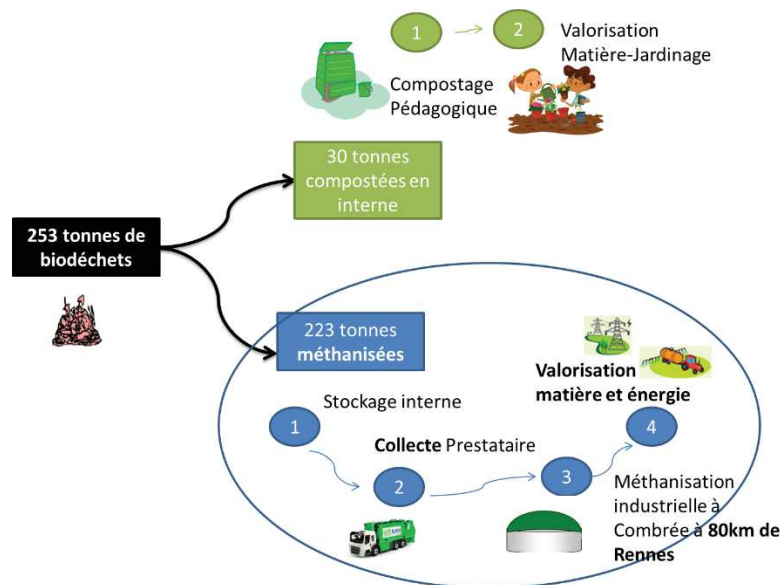 1
2
Valorisation
Matière-Jardinage
Compostage
Pédagogique
30 tonnes
compostées en
interne
253 tonnes de
biodéchets
223 tonnes
méthanisées
Valorisation
matière et énergie
Stockage interne
1
Collecte Prestataire
2
3
4
Méthanisation
industrielle à
Combrée à 80km de
Rennes